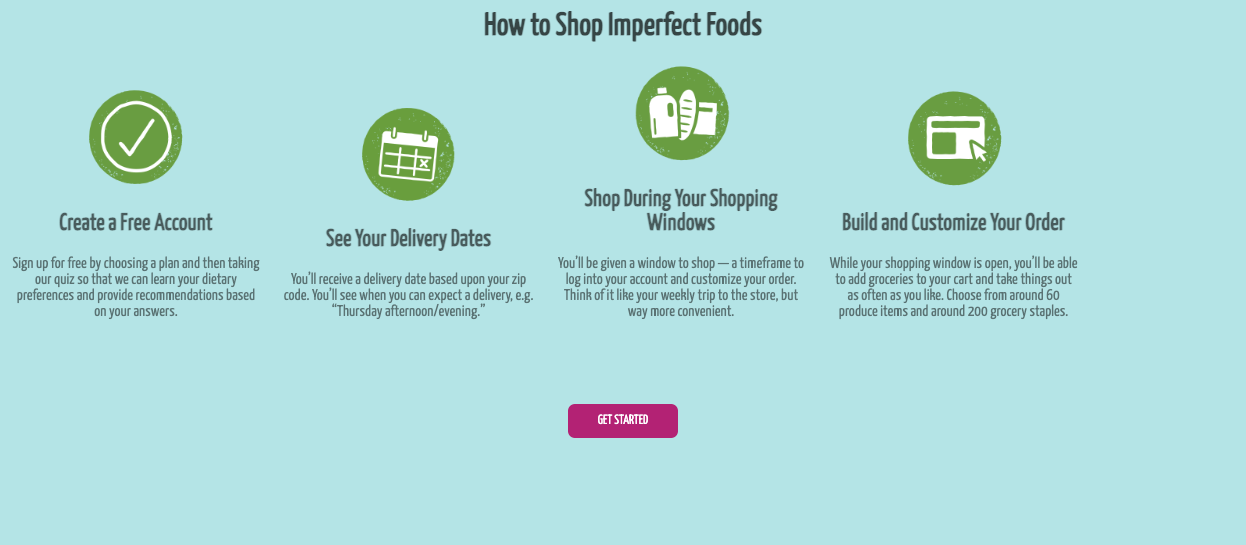 How to Shop Imperfect Foods
Create a Free Account
Sign up for free by choosing a plan and then taking
our quiz so that we can learn your dietary
preferences and provide recommendations based
on your answers.
See Your Delivery Dates
You'll receive a delivery date based upon your zip
code. You'll see when you can expect a delivery, e.g.
“Thursday afternoon/evening.”
Shop During Your Shopping
Windows
You'll be given a window to shop — a timeframe to
log into your account and customize your order.
Think of it like your weekly trip to the store, but
way more convenient.
Build and Customize Your Order
While your shopping window is open, you'll be able
to add groceries to your cart and take things out
as often as you like. Choose from around 60
produce items and around 200 grocery staples.
GET STARTED